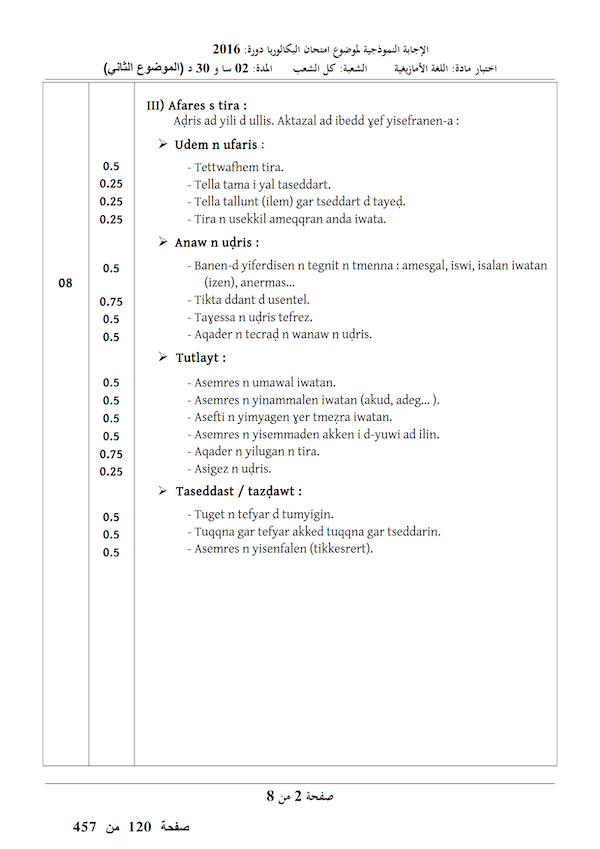 الإجابة النموذجية لموضوع امتحان البكالوريا دورة: 2016
اختبار مادة: اللغة الأمازيغية الشعبة: كل الشعب المدة: 02 سا و 30 د (الموضوع الثاني)
III) Afares s tira :
Aḍris ad yili d ullis. Aktazal ad ibedd ɣef yisefranen-a :
➢ Udem n ufaris :
0.5 - Tettwafhem tira.
0.25 - Tella tama i yal taseddart.
0.25 - Tella tallunt (ilem) gar tseddart d tayeḍ.
0.25 - Tira n usekkil ameqqran anda iwata.
➢ Anaw n uḍris :
0.5 - Banen-d yiferdisen n tegnit n tmenna : amesgal, iswi, isalan iwatan
08 (izen), anermas...
0.75 - Tikta ddant d usentel.
0.5 - Taɣessa n uḍris tefrez.
0.5 - Aqader n tecraḍ n wanaw n uḍris.
➢ Tutlayt :
0.5 - Asemres n umawal iwatan.
0.5 - Asemres n yinammalen iwatan (akud, adeg... ).
0.5 - Asefti n yimyagen ɣer tmeẓra iwatan.
0.5 - Asemres n yisemmaden akken i d-yuwi ad ilin.
0.75 - Aqader n yilugan n tira.
0.25 - Asigez n uḍris.
➢ Taseddast / tazḍawt :
0.5 - Tuget n tefyar d tumyigin.
0.5 - Tuqqna gar tefyar akked tuqqna gar tseddarin.
0.5 - Asemres n yisenfalen (tikkesrert).
صفحة 2 من 8
صفحة 120 من 457